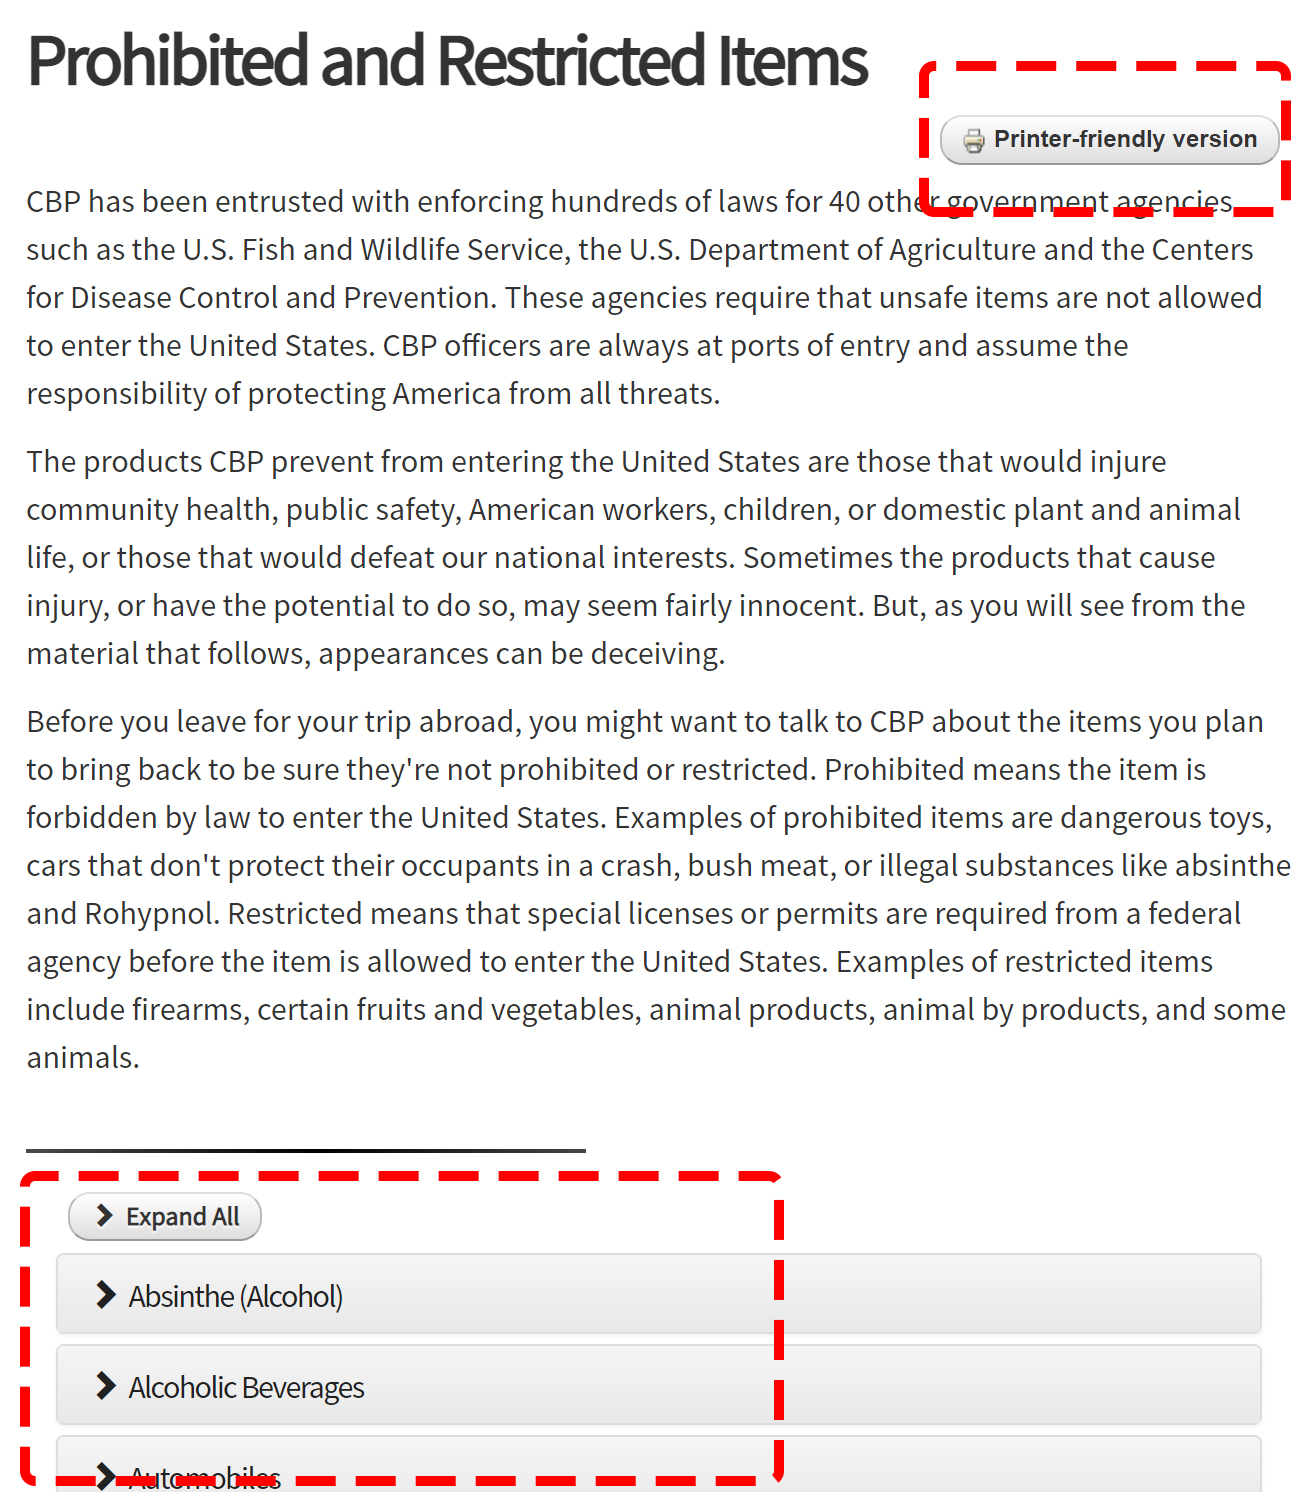 Prohibited and Restricted Items
Printer-friendly version
CBP has been entrusted with enforcing hundreds of laws for 40 other government agencies
such as the U.S. Fish and Wildlife Service, the U.S. Department of Agriculture and the Centers
for Disease Control and Prevention. These agencies require that unsafe items are not allowed
to enter the United States. CBP officers are always at ports of entry and assume the
responsibility of protecting America from all threats.
The products CBP prevent from entering the United States are those that would injure
community health, public safety, American workers, children, or domestic plant and animal
life, or those that would defeat our national interests. Sometimes the products that cause
injury, or have the potential to do so, may seem fairly innocent. But, as you will see from the
material that follows, appearances can be deceiving.
Before you leave for your trip abroad, you might want to talk to CBP about the items you plan
to bring back to be sure they're not prohibited or restricted. Prohibited means the item is
forbidden by law to enter the United States. Examples of prohibited items are dangerous toys,
cars that don't protect their occupants in a crash, bush meat, or illegal substances like absinthe
and Rohypnol. Restricted means that special licenses or permits are required from a federal
agency before the item is allowed to enter the United States. Examples of restricted items
include firearms, certain fruits and vegetables, animal products, animal by products, and some
animals.
Expand All
Absinthe (Alcohol)
Alcoholic Beverages
Automobiles